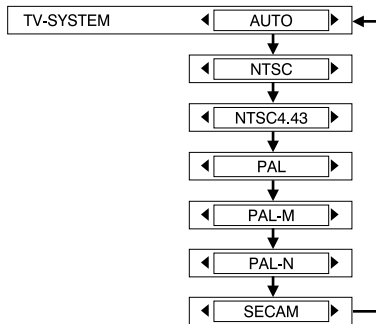 TV-SYSTEM AUTO
NTSC
NTSC4.43
PAL
PAL-M
PAL-N
SECAM